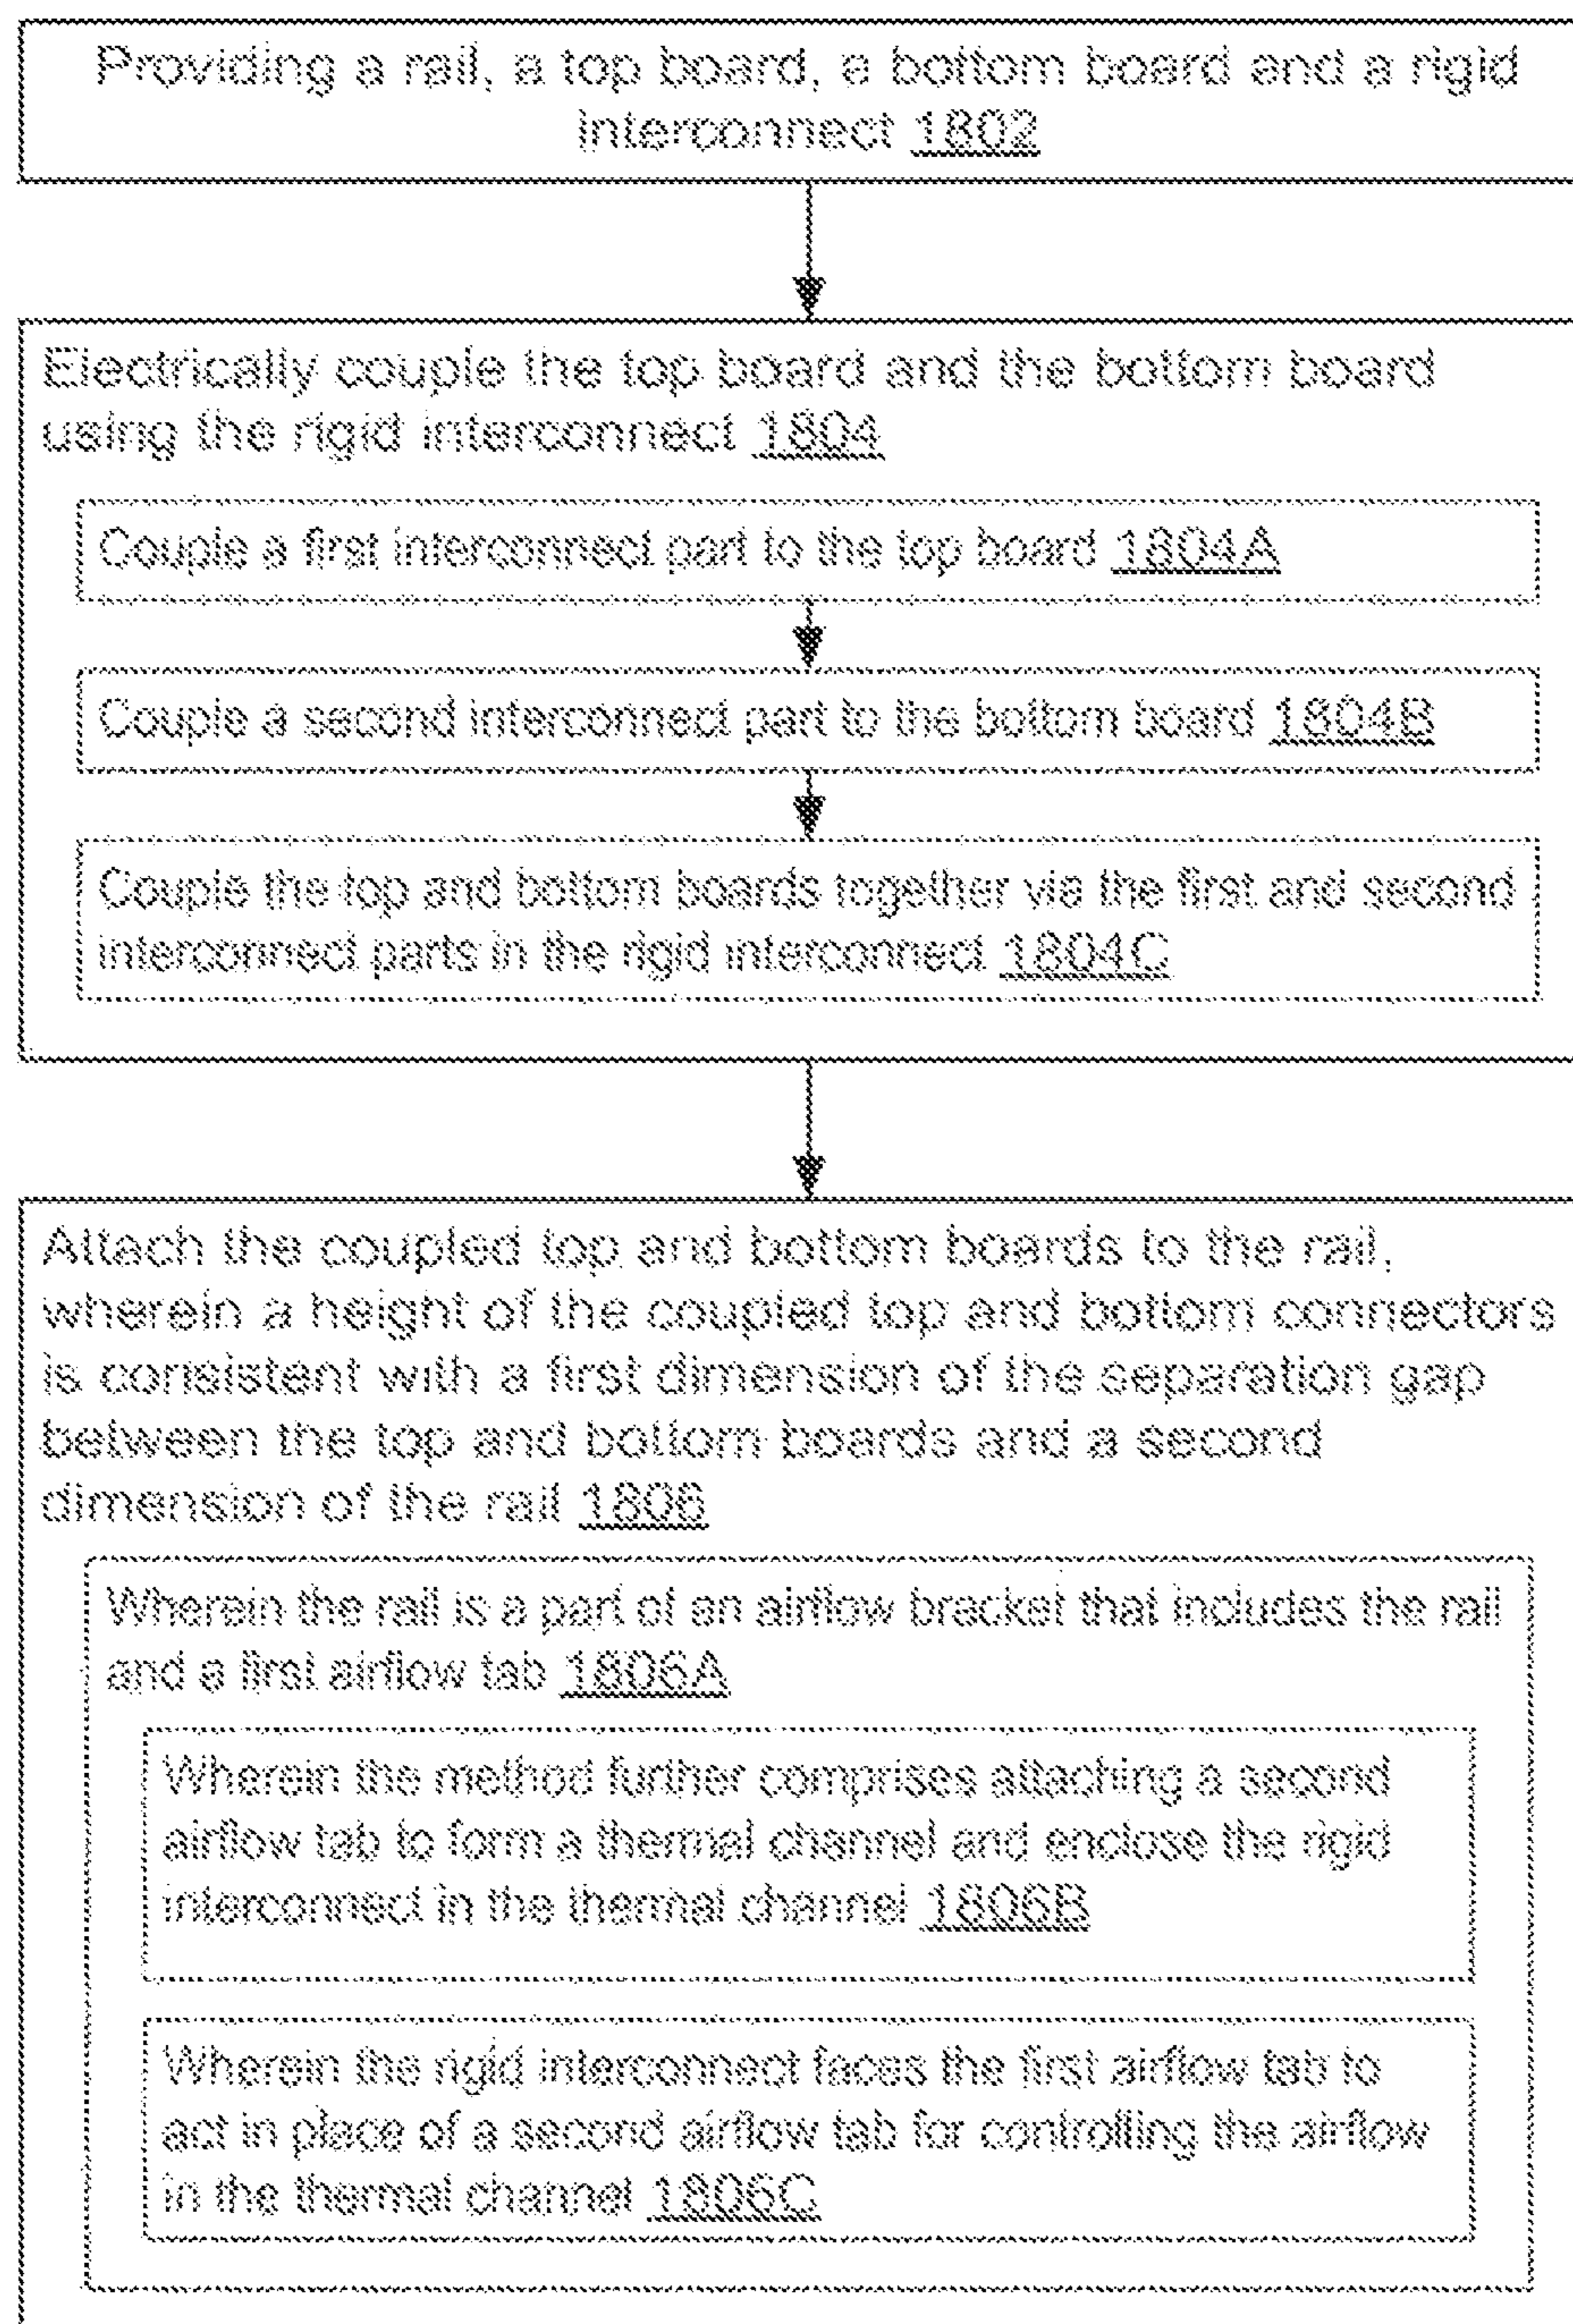 Providing a rail, a top board, a bottom board and a rigid
interconnect 1802
Electrically couple the top board and the bottom board
using the rigid interconnect 1804
Couple a first interconnect part to the top board 1804A
Couple a second interconnect part to the bottom board 1804B
Couple the top and bottom boards together via the first and second
interconnect parts in the rigid interconnect 1804C
Attach the coupled top and bottom boards to the rail,
wherein a height of the coupled top and bottom connectors
is consistent with a first dimension of the separation gap
between the top and bottom boards and a second
dimension of the rail 1806
Wherein the rail is a part of an airflow bracket that includes the rail
and a first airflow tab 1806A
Wherein the method further comprises attaching a second
airflow tab to form a thermal channel and enclose the rigid
interconnect in the thermal channel 1806B
Wherein the rigid interconnect faces the first airflow tab to
act in place of a second airflow tab for controlling the airflow
in the thermal channel 1806C